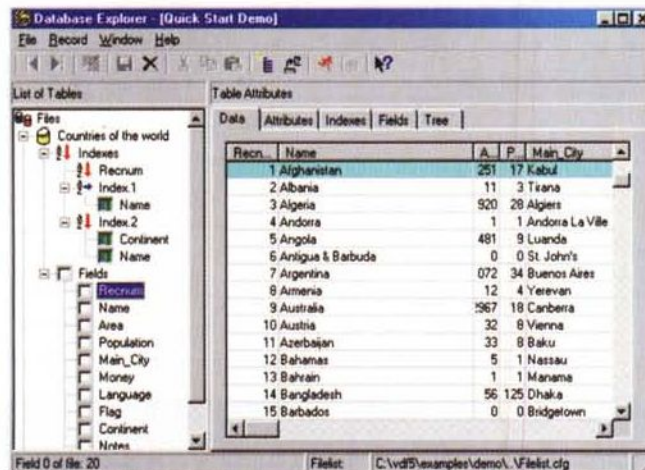 Database Explorer - [Quick Start Demo]
File Record Window Help
List of Tables
Table Attributes
Files
Countries of the world
Indexes
Recnum
Index.1
Name
Index.2
Continent
Name
Fields
Recnum
Name
Area
Population
Main_City
Money
Language
Flag
Continent
Notes
Data Attributes Indexes Fields Tree
Recn... Name A... P... Main_City
1 Afghanistan 251 17 Kabul
2 Albania 11 3 Tirana
3 Algeria 920 28 Algiers
4 Andorra 1 1 Andorra La Ville
5 Angola 481 9 Luanda
6 Antigua & Barbuda 0 0 St. John's
7 Argentina 072 34 Buenos Aires
8 Armenia 12 4 Yerevan
9 Australia 2967 18 Canberra
10 Austria 32 8 Vienna
11 Azerbaijan 33 8 Baku
12 Bahamas 5 1 Nassau
13 Bahrain 1 1 Manama
14 Bangladesh 56 125 Dhaka
15 Barbados 0 0 Bridgetown
Field 0 of file: 20 Filelist: C:\vdf5\examples\demo\..\Filelist.cfg